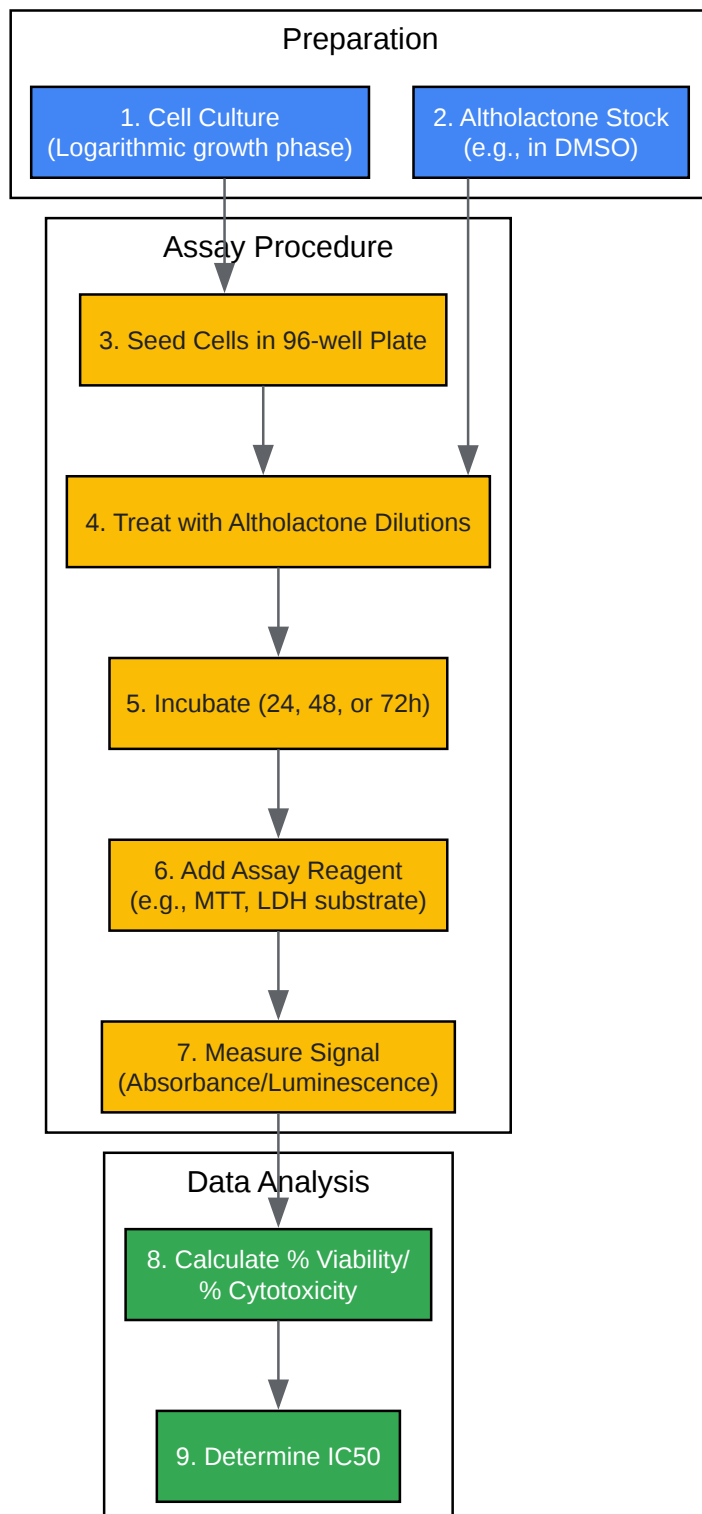 Preparation
1. Cell Culture
(Logarithmic growth phase)
2. Altholactone Stock
(e.g., in DMSO)
Assay Procedure
3. Seed Cells in 96-well Plate
4. Treat with Altholactone Dilutions
5. Incubate (24, 48, or 72h)
6. Add Assay Reagent
(e.g., MTT, LDH substrate)
7. Measure Signal
(Absorbance/Luminescence)
Data Analysis
8. Calculate % Viability/
% Cytotoxicity
9. Determine IC50